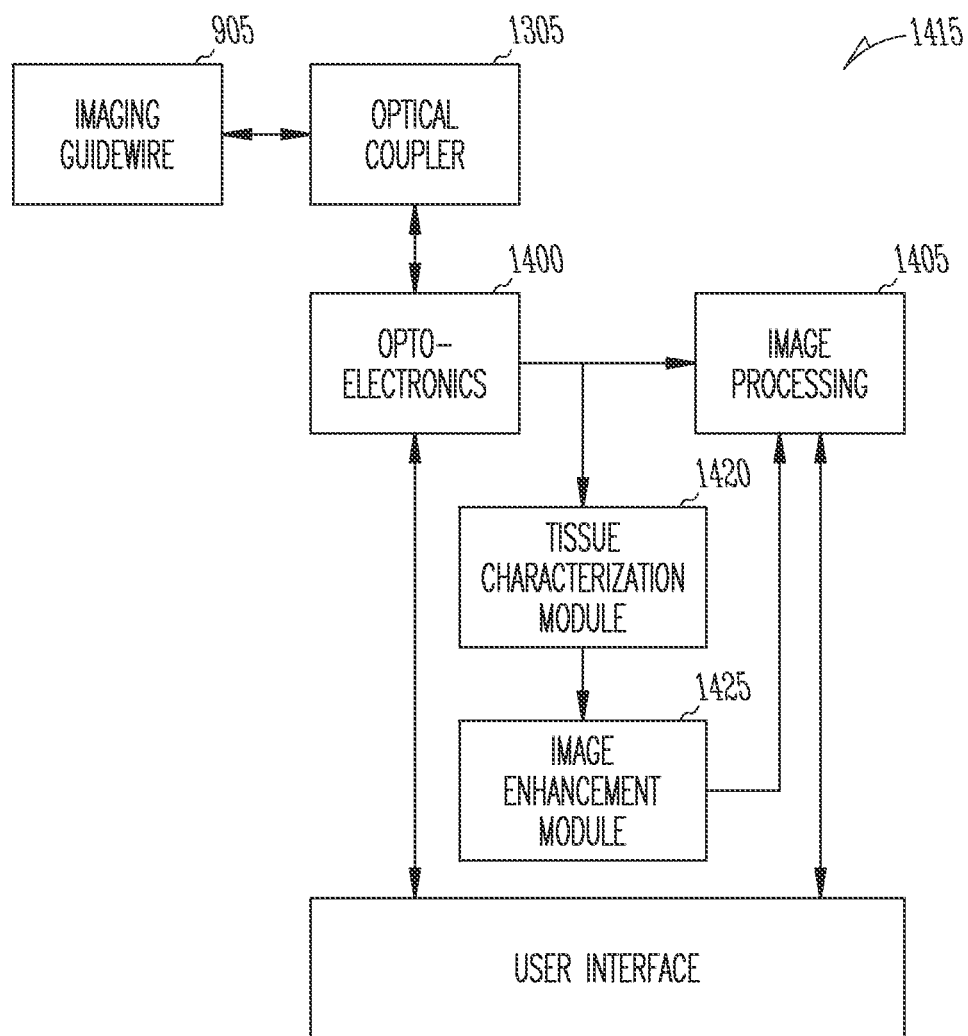 905
1305
1415
IMAGING
GUIDEWIRE
OPTICAL
COUPLER
1400
1405
OPTO-
ELECTRONICS
IMAGE
PROCESSING
1420
TISSUE
CHARACTERIZATION
MODULE
1425
IMAGE
ENHANCEMENT
MODULE
USER INTERFACE